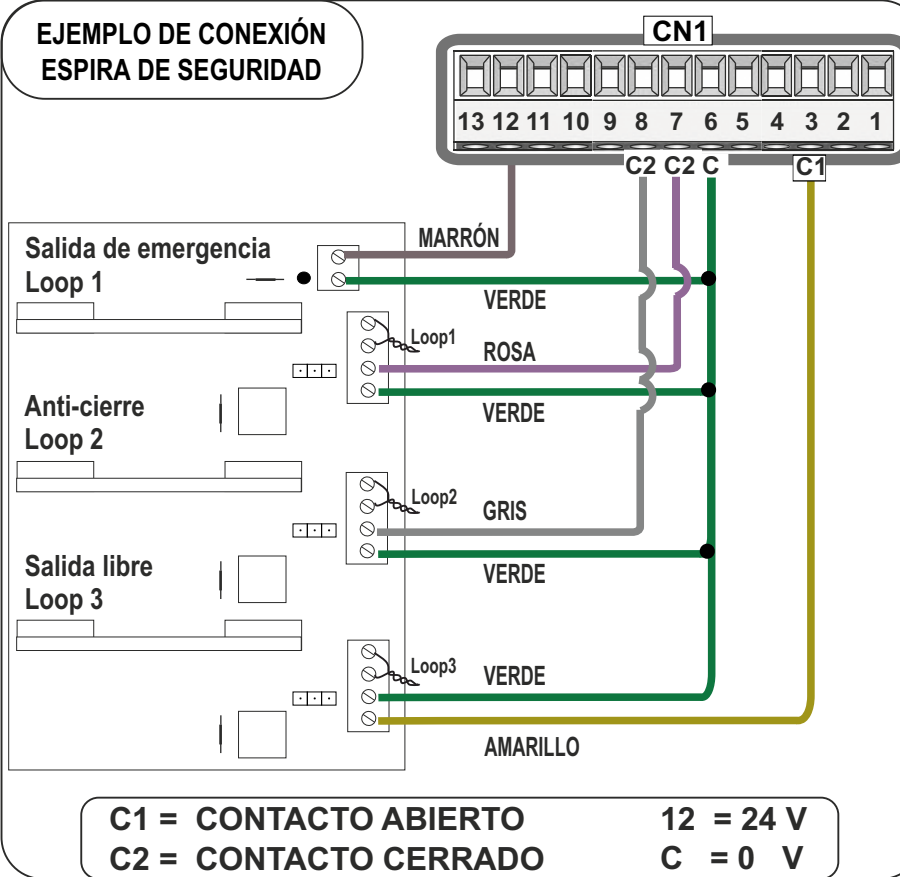 EJEMPLO DE CONEXIÓN
ESPIRA DE SEGURIDAD
CN1
13 12 11 10 9 8 7 6 5 4 3 2 1
C2 C2 C C1
MARRÓN
Salida de emergencia
Loop 1
VERDE
Loop1
ROSA
VERDE
Anti-cierre
Loop 2
Loop2
GRIS
VERDE
Salida libre
Loop 3
Loop3
VERDE
AMARILLO
C1 = CONTACTO ABIERTO 12 = 24 V
C2 = CONTACTO CERRADO C = 0 V